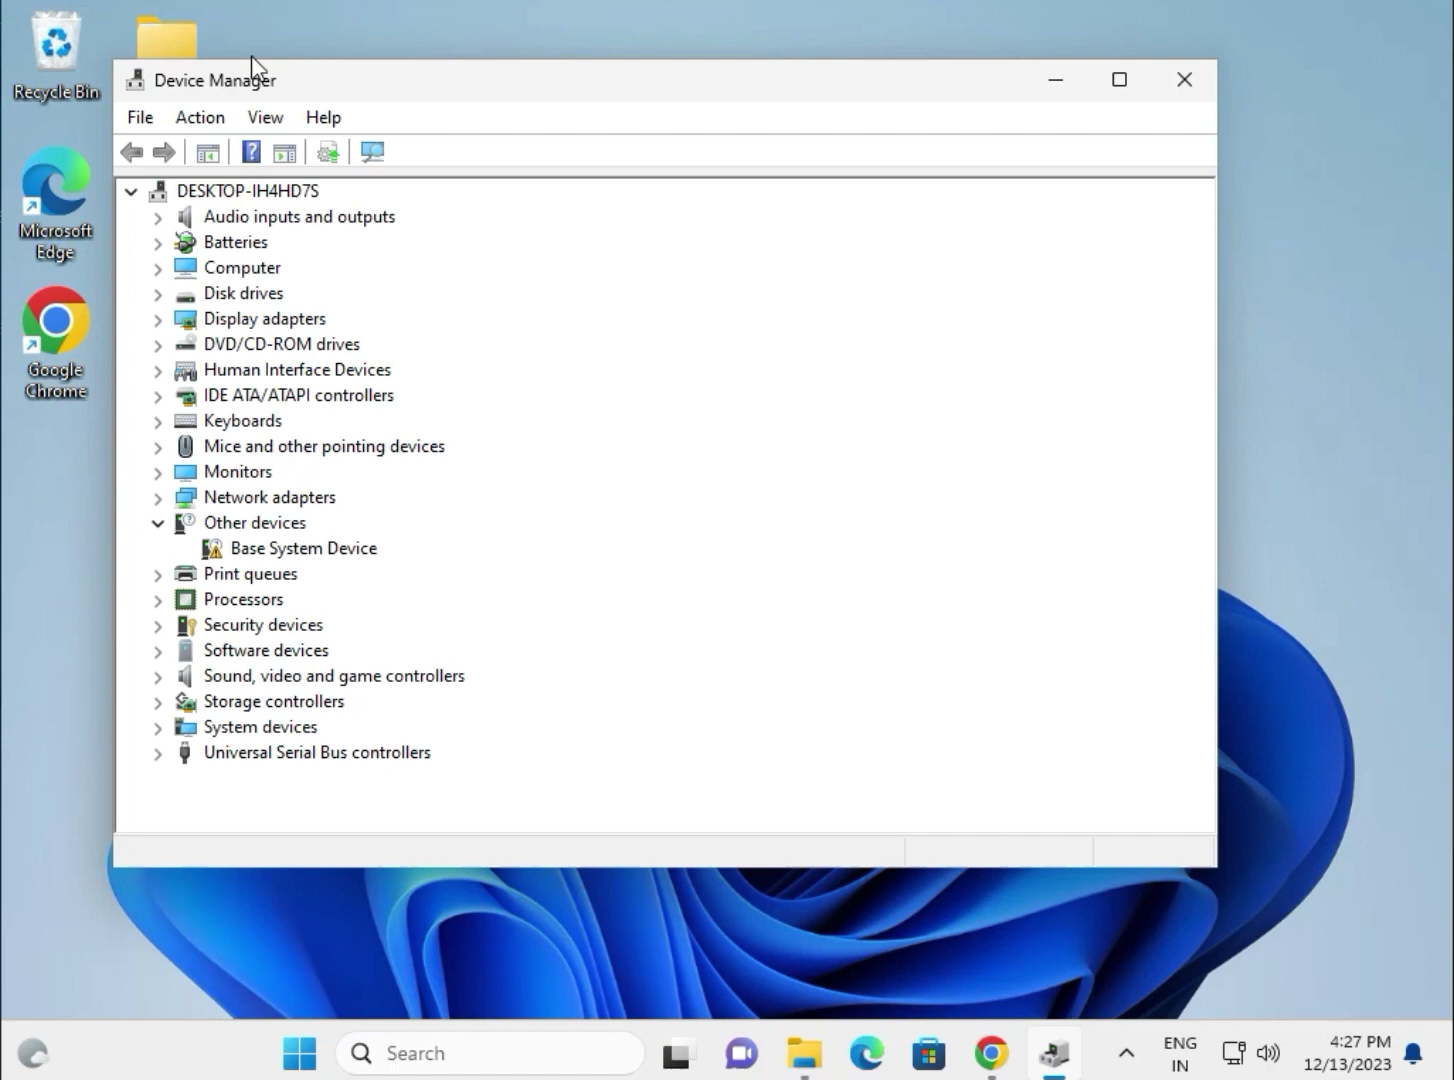 Recycle Bin
Microsoft
Edge
Google
Chrome
Device Manager
File Action View Help
DESKTOP-IH4HD7S
Audio inputs and outputs
Batteries
Computer
Disk drives
Display adapters
DVD/CD-ROM drives
Human Interface Devices
IDE ATA/ATAPI controllers
Keyboards
Mice and other pointing devices
Monitors
Network adapters
Other devices
Base System Device
Print queues
Processors
Security devices
Software devices
Sound, video and game controllers
Storage controllers
System devices
Universal Serial Bus controllers
Search
ENG
IN
4:27 PM
12/13/2023